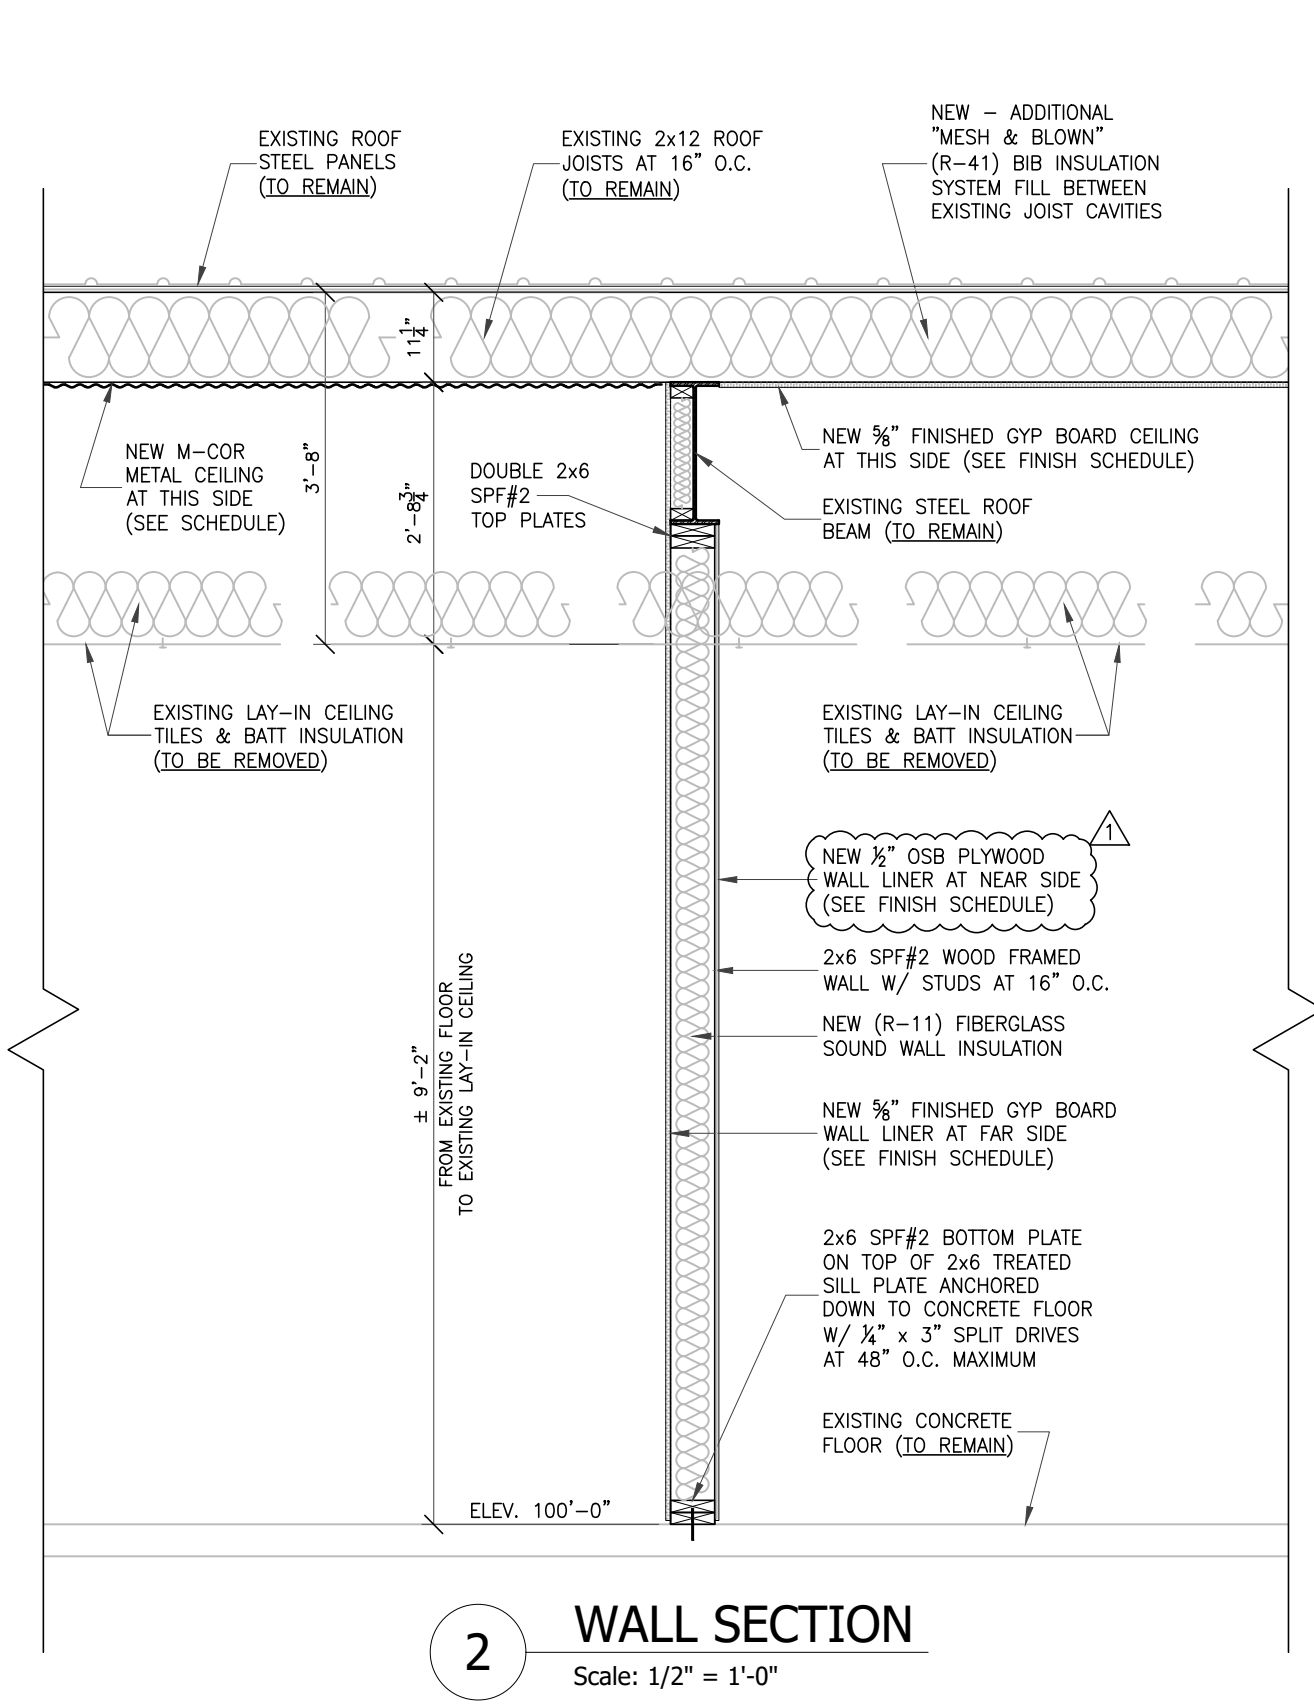 EXISTING ROOF
STEEL PANELS
(TO REMAIN)
EXISTING 2x12 ROOF
JOISTS AT 16" O.C.
(TO REMAIN)
NEW – ADDITIONAL
"MESH & BLOWN"
(R–41) BIB INSULATION
SYSTEM FILL BETWEEN
EXISTING JOIST CAVITIES
11 1/4"
3'–8"
2'–8 3/4"
NEW M–COR
METAL CEILING
AT THIS SIDE
(SEE SCHEDULE)
DOUBLE 2x6
SPF#2
TOP PLATES
NEW 5/8" FINISHED GYP BOARD CEILING
AT THIS SIDE (SEE FINISH SCHEDULE)
EXISTING STEEL ROOF
BEAM (TO REMAIN)
EXISTING LAY–IN CEILING
TILES & BATT INSULATION
(TO BE REMOVED)
EXISTING LAY–IN CEILING
TILES & BATT INSULATION
(TO BE REMOVED)
1
NEW 1/2" OSB PLYWOOD
WALL LINER AT NEAR SIDE
(SEE FINISH SCHEDULE)
2x6 SPF#2 WOOD FRAMED
WALL W/ STUDS AT 16" O.C.
NEW (R–11) FIBERGLASS
SOUND WALL INSULATION
± 9'–2"
FROM EXISTING FLOOR
TO EXISTING LAY–IN CEILING
NEW 5/8" FINISHED GYP BOARD
WALL LINER AT FAR SIDE
(SEE FINISH SCHEDULE)
2x6 SPF#2 BOTTOM PLATE
ON TOP OF 2x6 TREATED
SILL PLATE ANCHORED
DOWN TO CONCRETE FLOOR
W/ 1/4" x 3" SPLIT DRIVES
AT 48" O.C. MAXIMUM
EXISTING CONCRETE
FLOOR (TO REMAIN)
ELEV. 100'–0"
2
WALL SECTION
Scale: 1/2" = 1'-0"